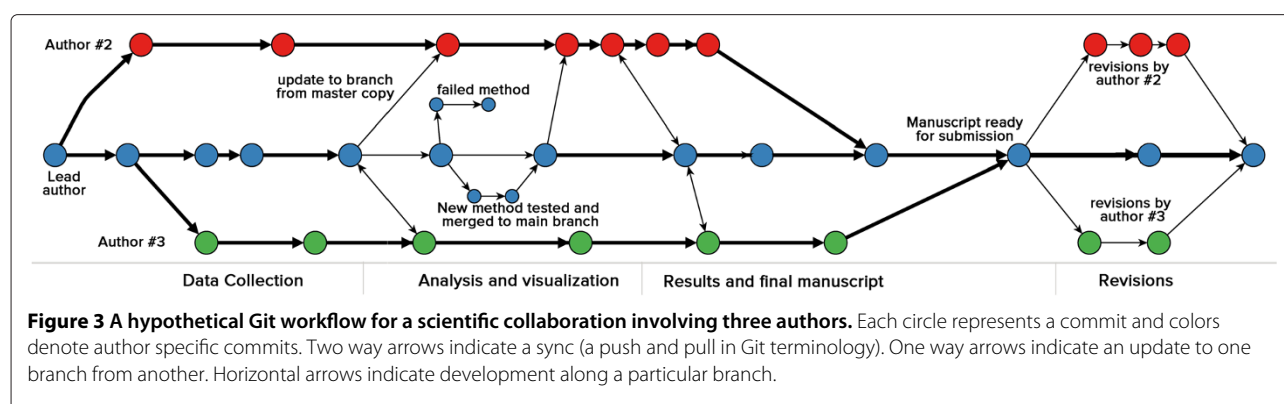 Author #2
update to branch
from master copy
failed method
Manuscript ready
for submission
revisions by
author #2
Lead
author
New method tested and
merged to main branch
revisions by
author #3
Author #3
Data Collection
Analysis and visualization
Results and final manuscript
Revisions
Figure 3 A hypothetical Git workflow for a scientific collaboration involving three authors. Each circle represents a commit and colors
denote author specific commits. Two way arrows indicate a sync (a push and pull in Git terminology). One way arrows indicate an update to one
branch from another. Horizontal arrows indicate development along a particular branch.